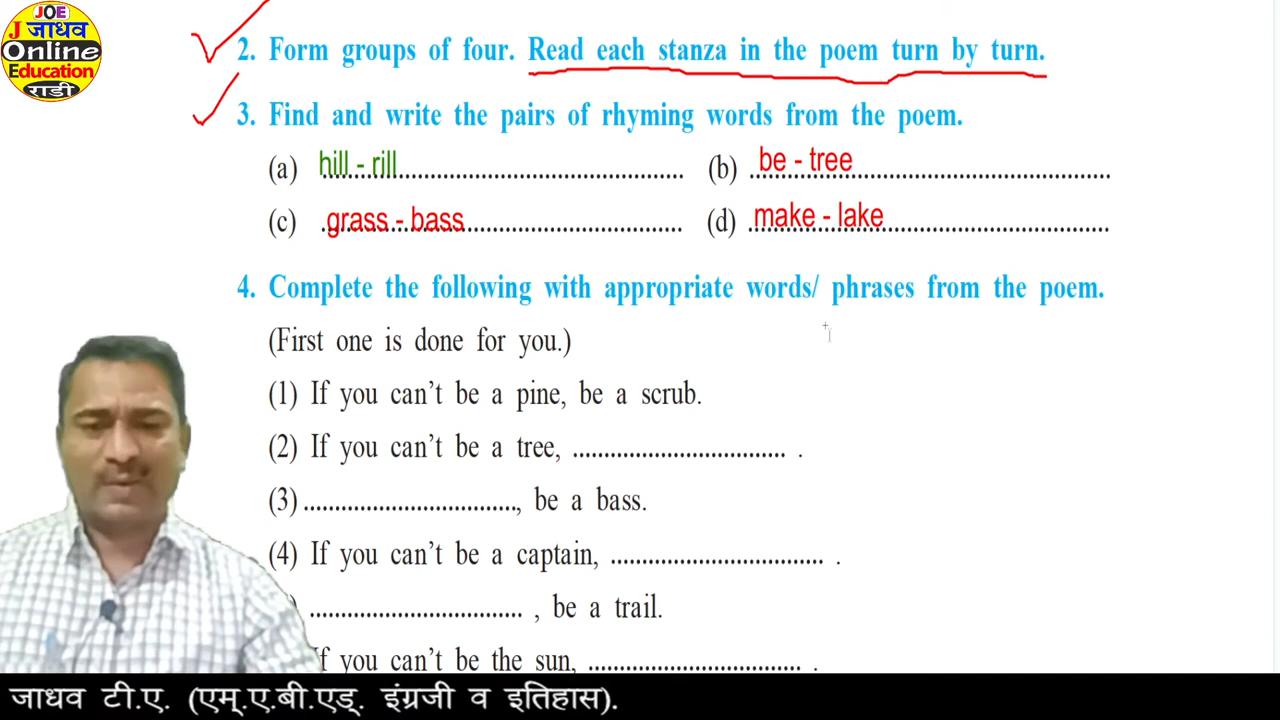 JOE
J जाधव
Online
Education
राडी
2. Form groups of four. Read each stanza in the poem turn by turn.
3. Find and write the pairs of rhyming words from the poem.
(a) hill - rill (b) be - tree
(c) grass - bass (d) make - lake
4. Complete the following with appropriate words/ phrases from the poem.
(First one is done for you.)
(1) If you can't be a pine, be a scrub.
(2) If you can't be a tree, .................................. .
(3) .................................., be a bass.
(4) If you can't be a captain, .................................. .
) .................................. , be a trail.
If you can't be the sun, .................................. .
जाधव टी.ए. (एम्.ए.बी.एड्. इंग्रजी व इतिहास).